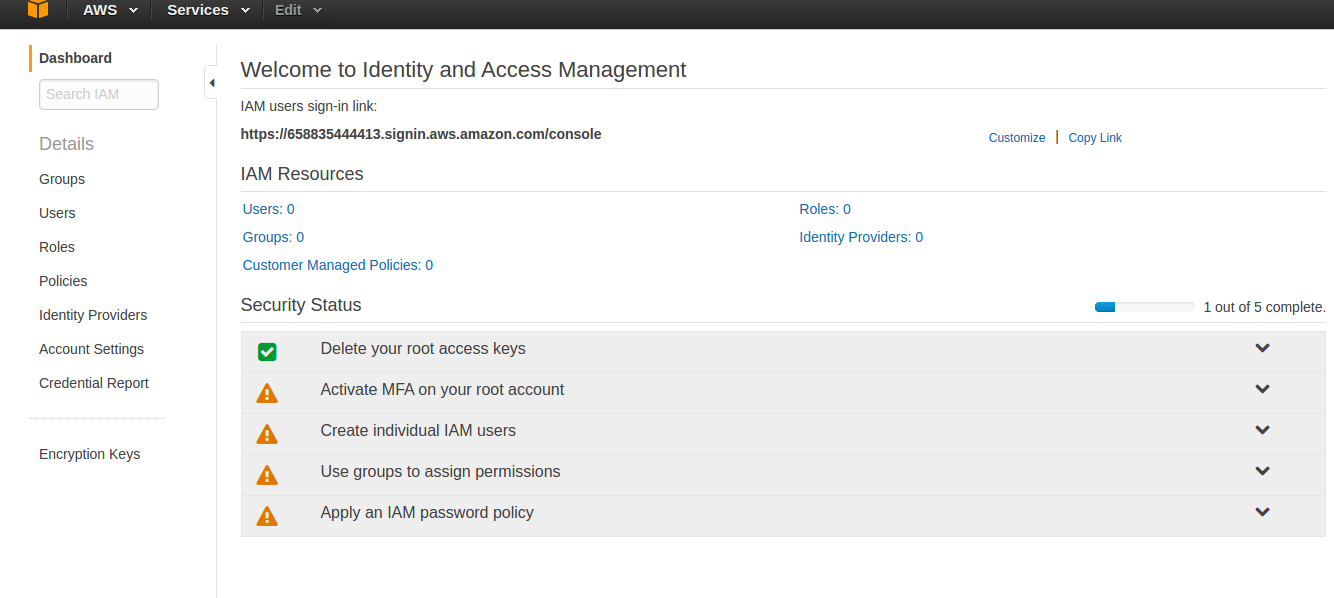 AWS Services Edit
Dashboard
Search IAM
Details
Groups
Users
Roles
Policies
Identity Providers
Account Settings
Credential Report
Encryption Keys
Welcome to Identity and Access Management
IAM users sign-in link:
https://658835444413.signin.aws.amazon.com/console
Customize | Copy Link
IAM Resources
Users: 0
Roles: 0
Groups: 0
Identity Providers: 0
Customer Managed Policies: 0
Security Status
1 out of 5 complete.
Delete your root access keys
Activate MFA on your root account
Create individual IAM users
Use groups to assign permissions
Apply an IAM password policy